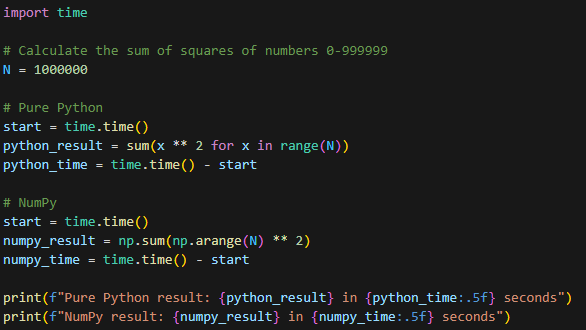 import time
# Calculate the sum of squares of numbers 0-999999
N = 1000000
# Pure Python
start = time.time()
python_result = sum(x ** 2 for x in range(N))
python_time = time.time() - start
# NumPy
start = time.time()
numpy_result = np.sum(np.arange(N) ** 2)
numpy_time = time.time() - start
print(f"Pure Python result: {python_result} in {python_time:.5f} seconds")
print(f"NumPy result: {numpy_result} in {numpy_time:.5f} seconds")